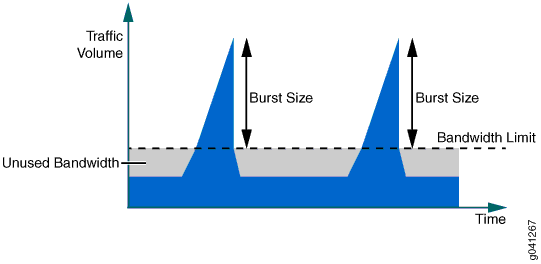 Traffic
Volume
Burst Size
Burst Size
Bandwidth Limit
Unused Bandwidth
Time
g041267